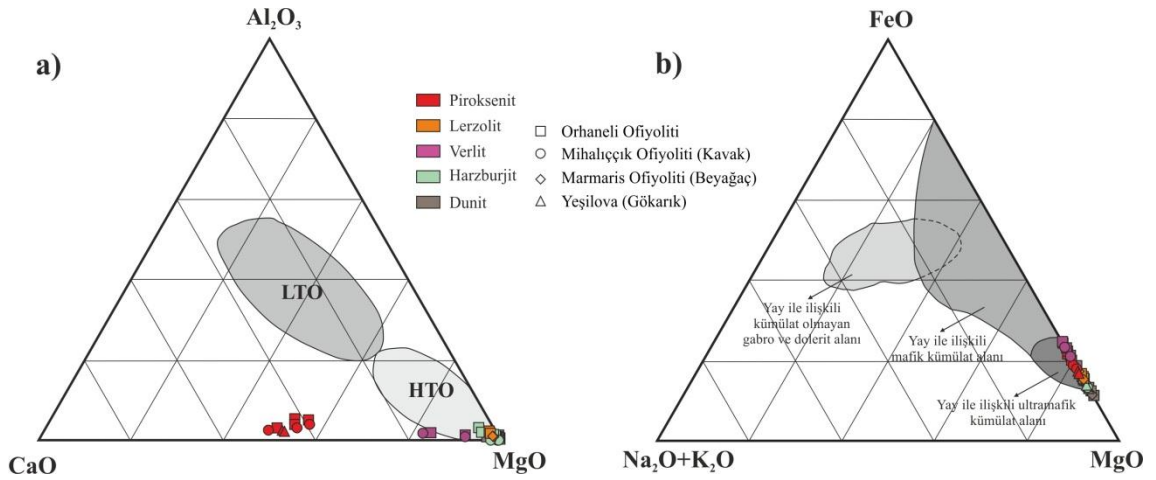 a)
Al₂O₃
CaO
MgO
LTO
HTO
Piroksenit
Lerzolit
Verlit
Harzburjit
Dunit
Orhaneli Ofiyoliti
Mihalıççık Ofiyoliti (Kavak)
Marmaris Ofiyoliti (Beyağaç)
Yeşilova (Gökarık)
b)
FeO
Na₂O+K₂O
MgO
Yay ile ilişkili
kümülat olmayan
gabro ve dolerit alanı
Yay ile ilişkili
mafik kümülat alanı
Yay ile ilişkili ultramafik
kümülat alanı